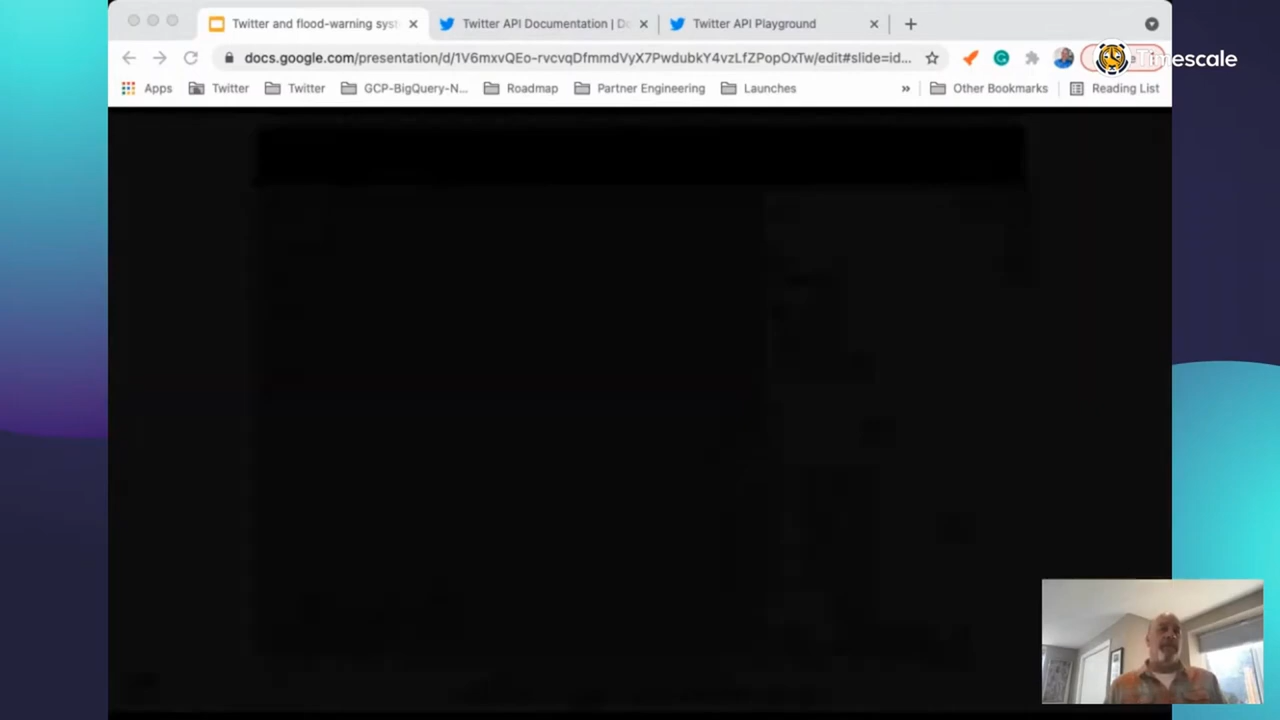 Twitter and flood-warning sys
Twitter API Documentation | D
Twitter API Playground
docs.google.com/presentation/d/1V6mxvQEo-rvcvqDfmmdVyX7PwdubkY4vzLfZPopOxTw/edit#slide=id...
Timescale
Apps
Twitter
Twitter
GCP-BigQuery-N...
Roadmap
Partner Engineering
Launches
»
Other Bookmarks
Reading List